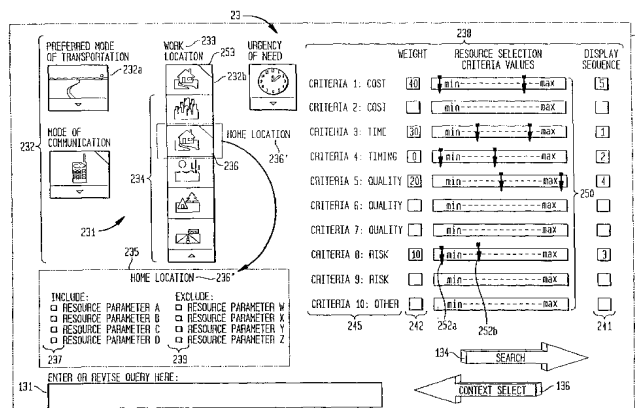 23
238
PREFERRED MODE
OF TRANSPORTATION
232a
WORK 233
LOCATION 253
232b
URGENCY
OF NEED
WEIGHT
RESOURCE SELECTION
CRITERIA VALUES
DISPLAY
SEQUENCE
CRITERIA 1: COST 40 min max 5
CRITERIA 2: COST min max
CRITERIA 3: TIME 30 min max 1
CRITERIA 4: TIMING 0 min max 2
CRITERIA 5: QUALITY 20 min max 4
CRITERIA 6: QUALITY min max
CRITERIA 7: QUALITY min max
CRITERIA 8: RISK 10 min max 3
CRITERIA 9: RISK min max
CRITERIA 10: OTHER min max
250
245 242 252a 252b 241
232
MODE OF
COMMUNICATION
231
234
HOME LOCATION
236'
236
235
HOME LOCATION 236"
INCLUDE:
RESOURCE PARAMETER A
RESOURCE PARAMETER B
RESOURCE PARAMETER C
RESOURCE PARAMETER D
237
EXCLUDE:
RESOURCE PARAMETER W
RESOURCE PARAMETER X
RESOURCE PARAMETER Y
RESOURCE PARAMETER Z
239
134 SEARCH
CONTEXT SELECT 136
ENTER OR REVISE QUERY HERE:
131